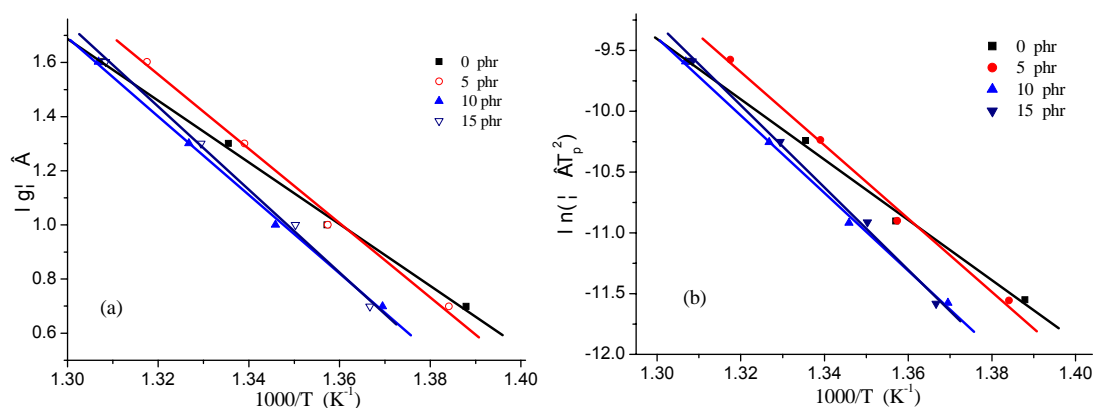 1.6
1.4
1.2
1.0
0.8
0.6
lg¦ Â
0 phr
5 phr
10 phr
15 phr
(a)
1.30 1.32 1.34 1.36 1.38 1.40
1000/T (K-1)
-9.5
-10.0
-10.5
-11.0
-11.5
-12.0
ln(¦ ÂTp2)
0 phr
5 phr
10 phr
15 phr
(b)
1.30 1.32 1.34 1.36 1.38 1.40
1000/T (K-1)